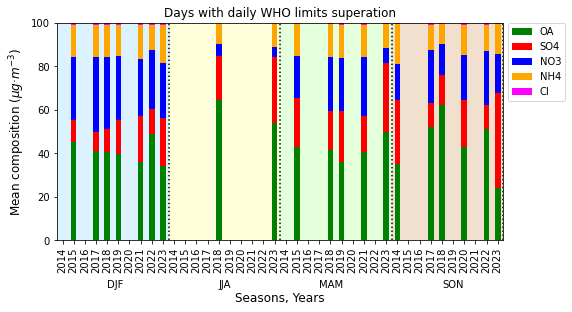 Days with daily WHO limits superation
Mean composition (μg·m⁻³)
100
80
60
40
20
0
OA
SO4
NO3
NH4
Cl
2014 2015 2016 2017 2018 2019 2020 2021 2022 2023 2014 2015 2016 2017 2018 2019 2020 2021 2022 2023 2014 2015 2016 2017 2018 2019 2020 2021 2022 2023 2014 2015 2016 2017 2018 2019 2020 2021 2022 2023
DJF JJA MAM SON
Seasons, Years